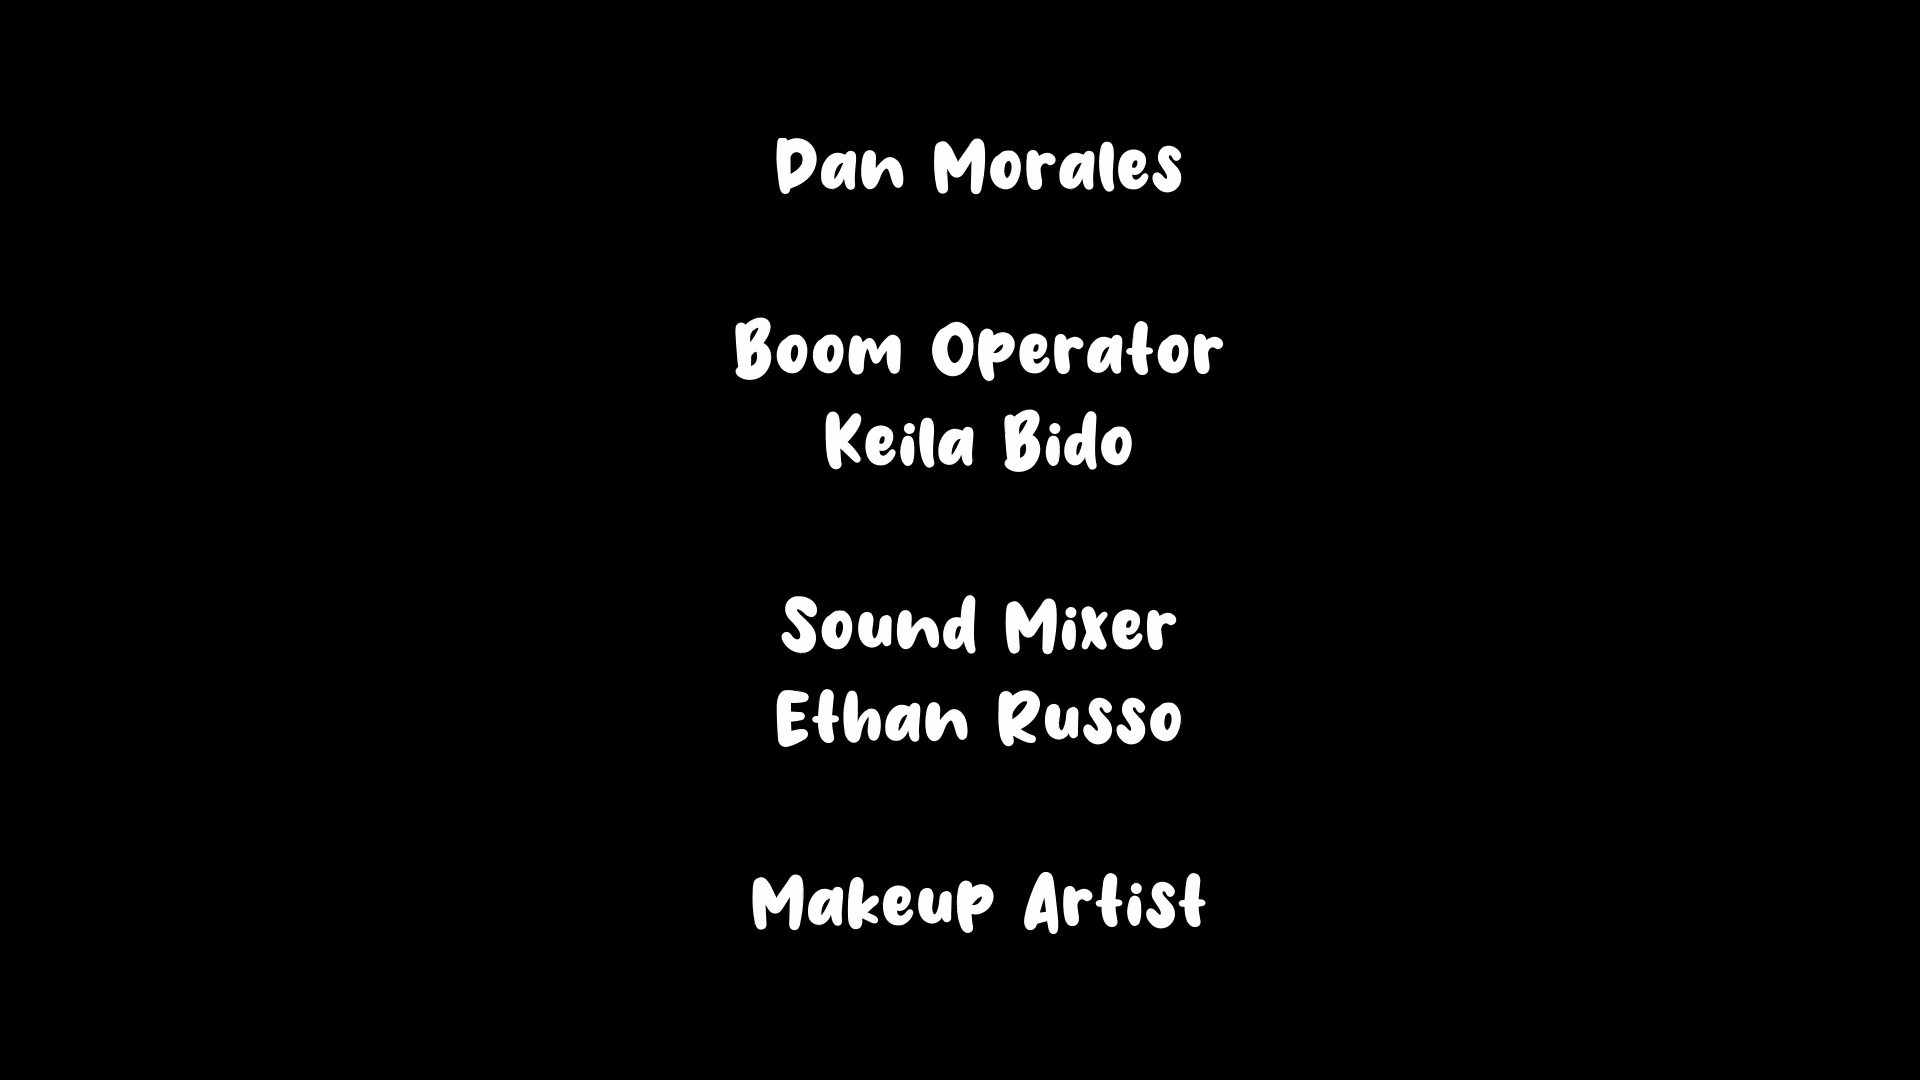 Dan Morales
Boom Operator
Keila Bido
Sound Mixer
Ethan Russo
Makeup Artist